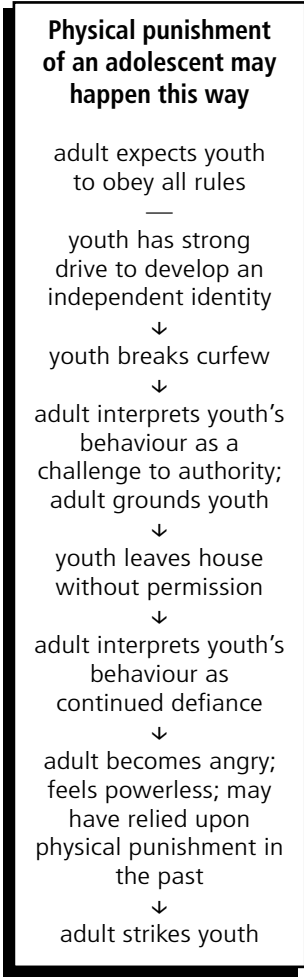 Physical punishment
of an adolescent may
happen this way
adult expects youth
to obey all rules
—
youth has strong
drive to develop an
independent identity
↓
youth breaks curfew
↓
adult interprets youth’s
behaviour as a
challenge to authority;
adult grounds youth
↓
youth leaves house
without permission
↓
adult interprets youth’s
behaviour as
continued defiance
↓
adult becomes angry;
feels powerless; may
have relied upon
physical punishment in
the past
↓
adult strikes youth